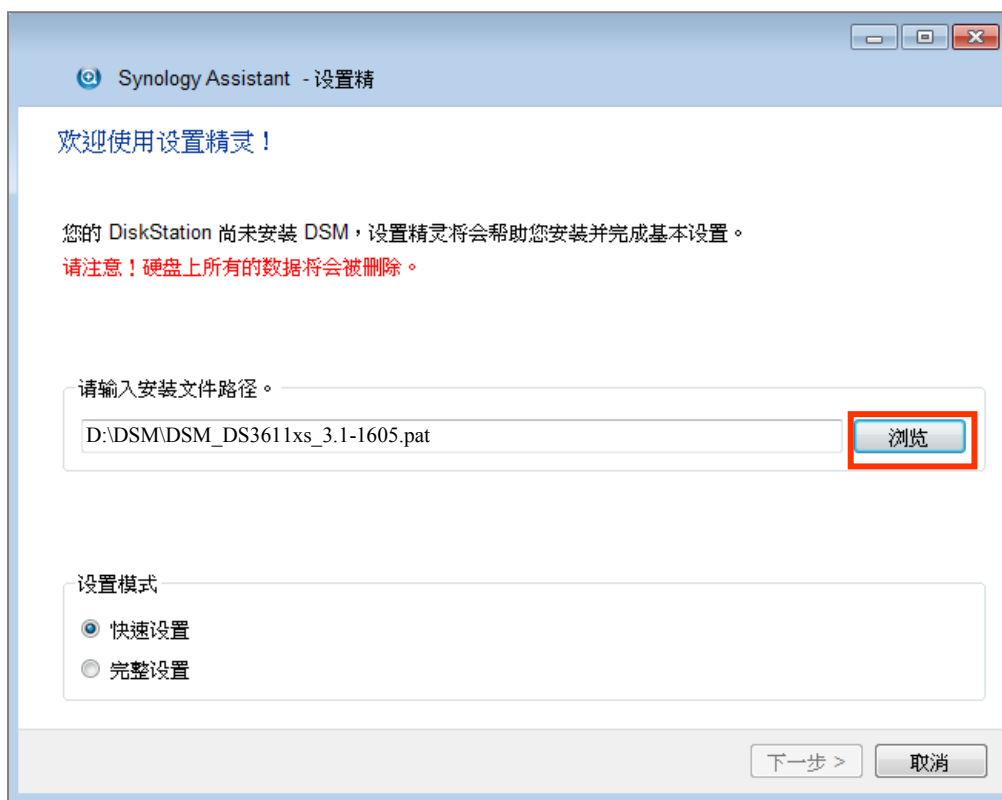 Synology Assistant - 设置精
欢迎使用设置精灵！
您的 DiskStation 尚未安装 DSM，设置精灵将会帮助您安装并完成基本设置。
请注意！硬盘上所有的数据将会被删除。
请输入安装文件路径。
D:\DSM\DSM_DS3611xs_3.1-1605.pat
浏览
设置模式
快速设置
完整设置
下一步 >
取消